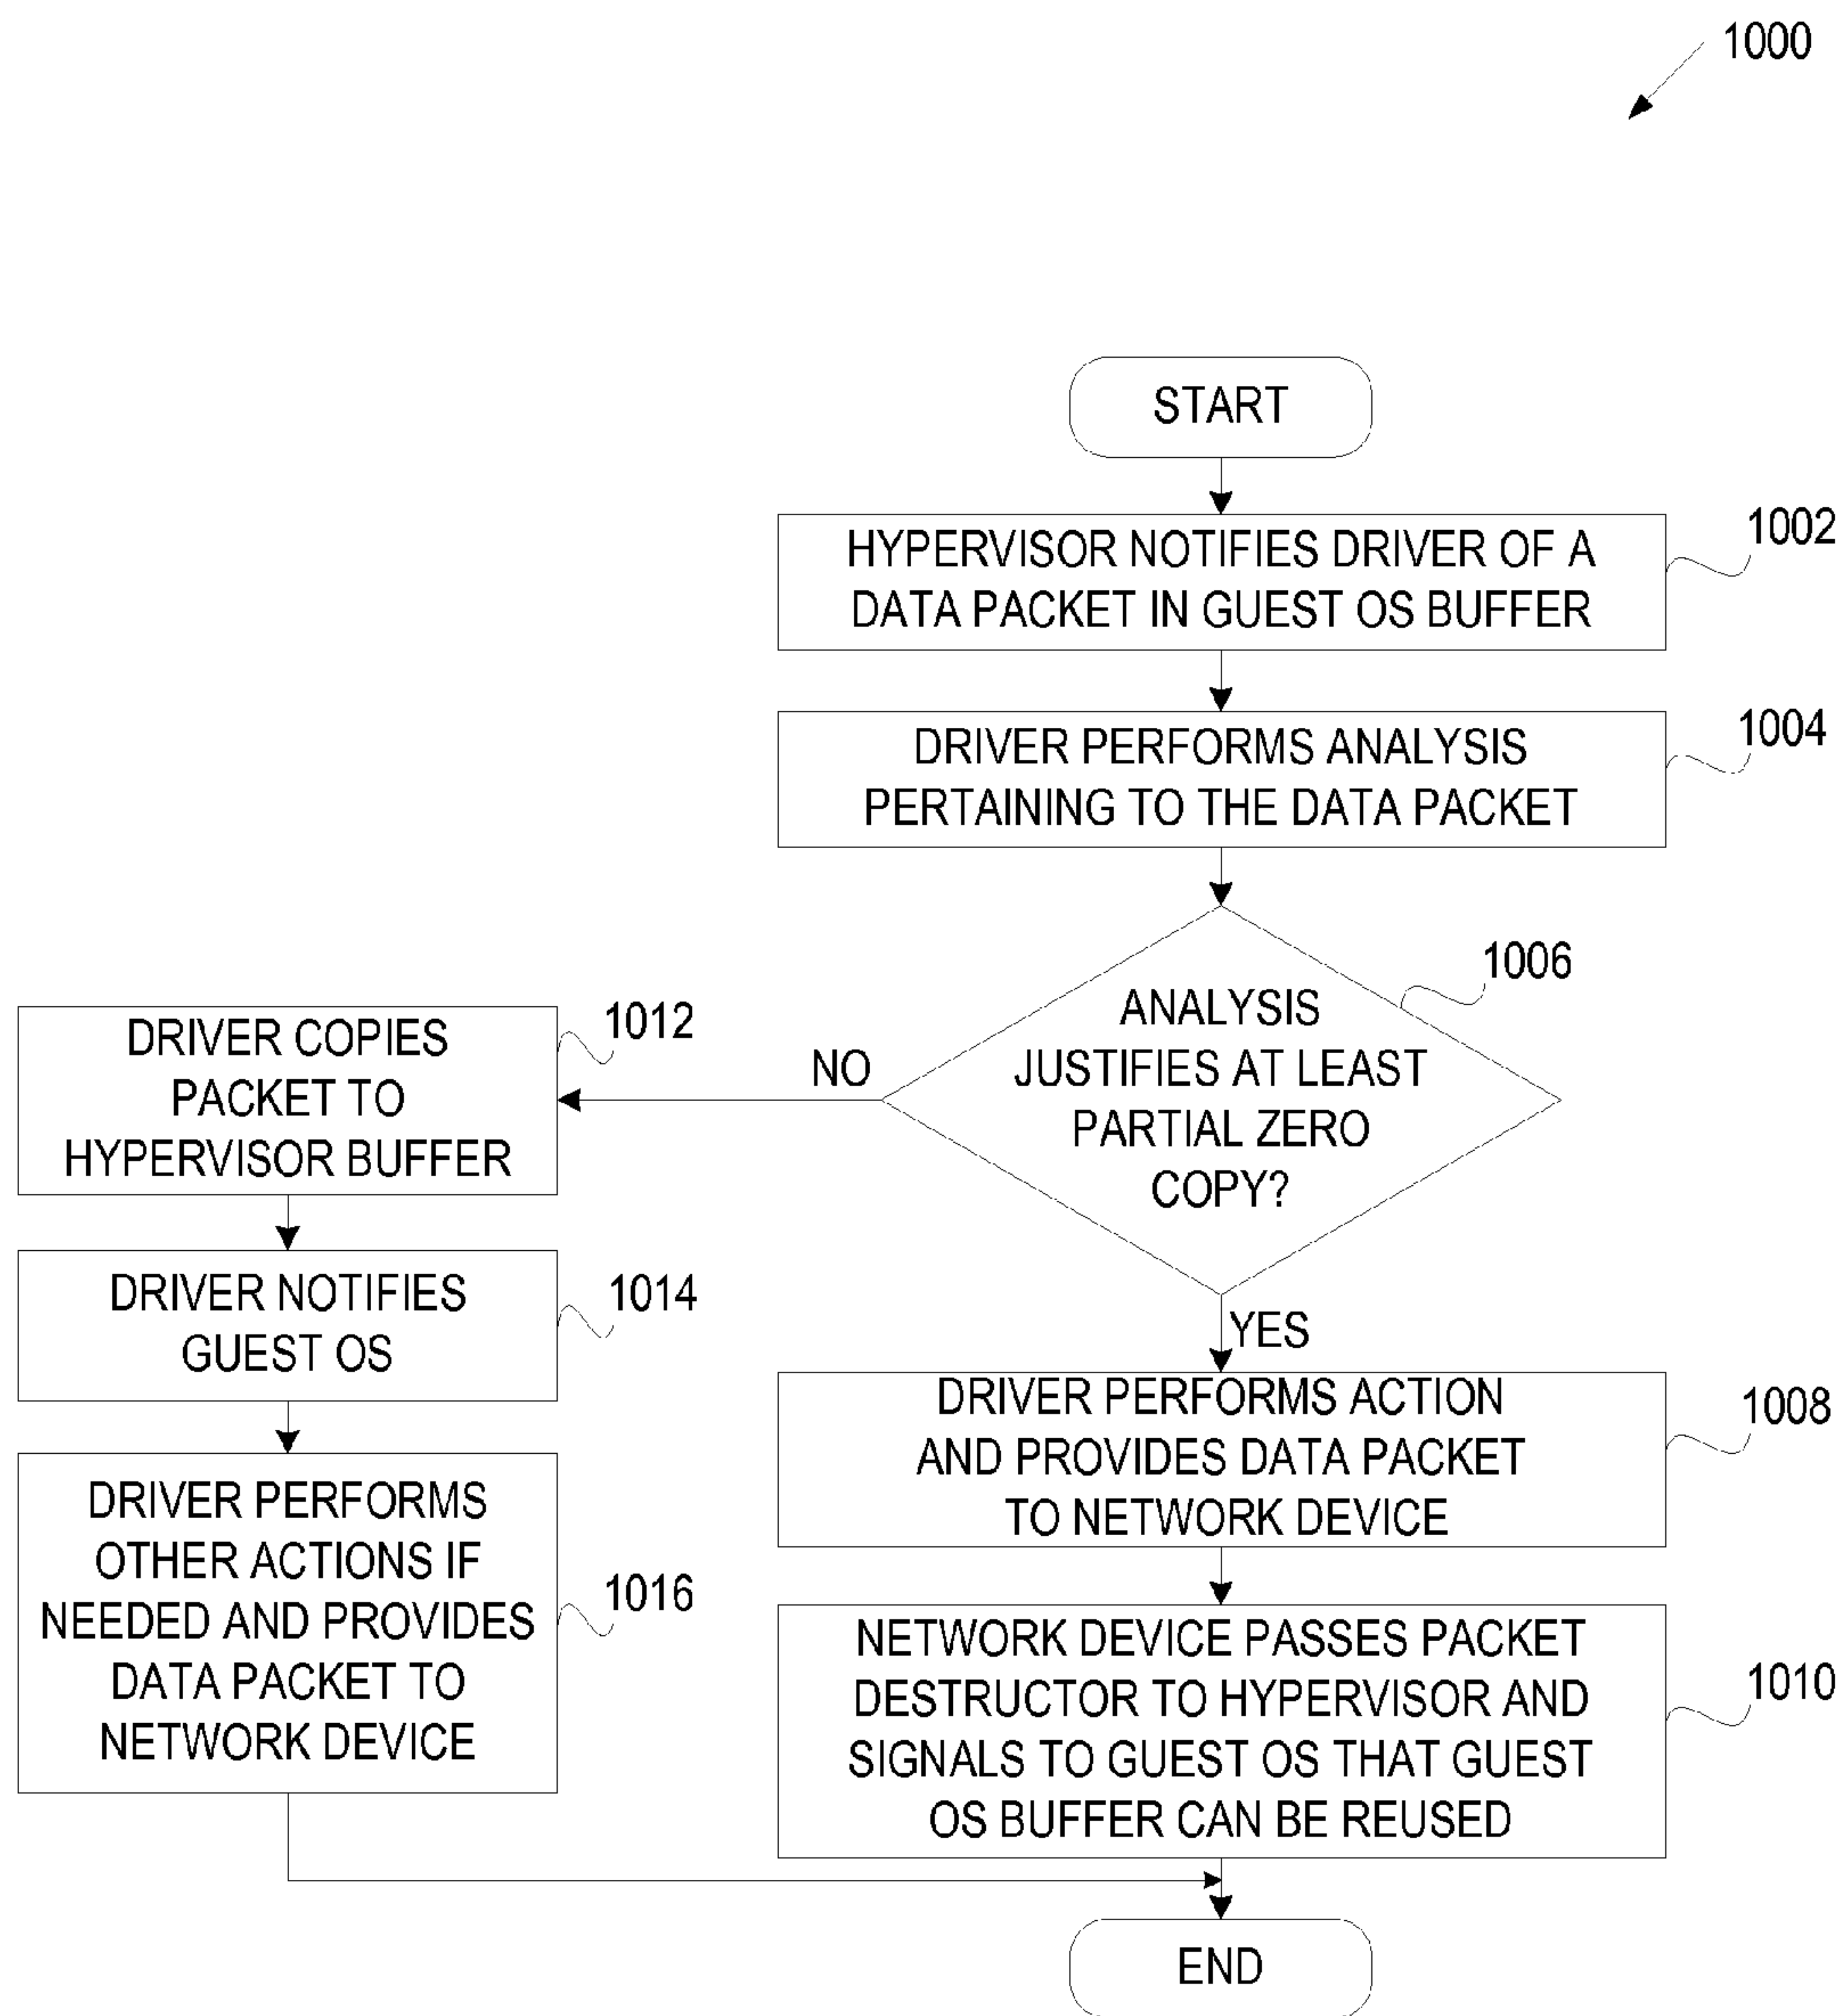 1000
START
HYPERVISOR NOTIFIES DRIVER OF A
DATA PACKET IN GUEST OS BUFFER
1002
DRIVER PERFORMS ANALYSIS
PERTAINING TO THE DATA PACKET
1004
ANALYSIS
JUSTIFIES AT LEAST
PARTIAL ZERO
COPY?
1006
NO
YES
DRIVER COPIES
PACKET TO
HYPERVISOR BUFFER
1012
DRIVER NOTIFIES
GUEST OS
1014
DRIVER PERFORMS
OTHER ACTIONS IF
NEEDED AND PROVIDES
DATA PACKET TO
NETWORK DEVICE
1016
DRIVER PERFORMS ACTION
AND PROVIDES DATA PACKET
TO NETWORK DEVICE
1008
NETWORK DEVICE PASSES PACKET
DESTRUCTOR TO HYPERVISOR AND
SIGNALS TO GUEST OS THAT GUEST
OS BUFFER CAN BE REUSED
1010
END